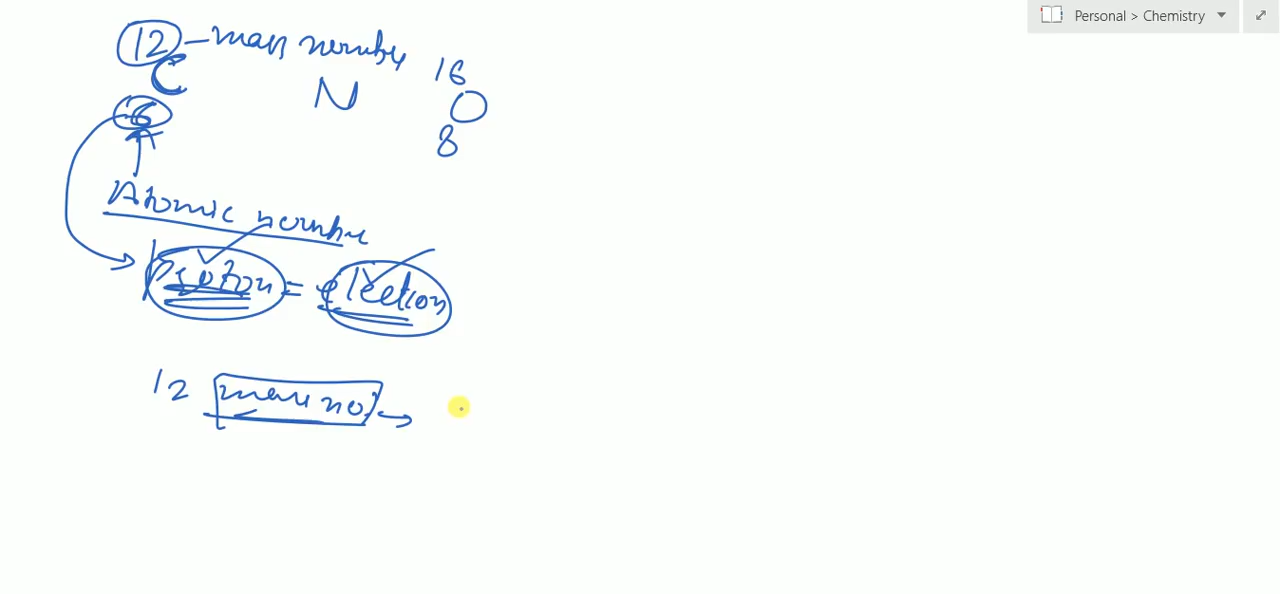 Personal > Chemistry
12 - mass number
C N 16 O
6 8
Atomic number
proton = electron
12 mass no →